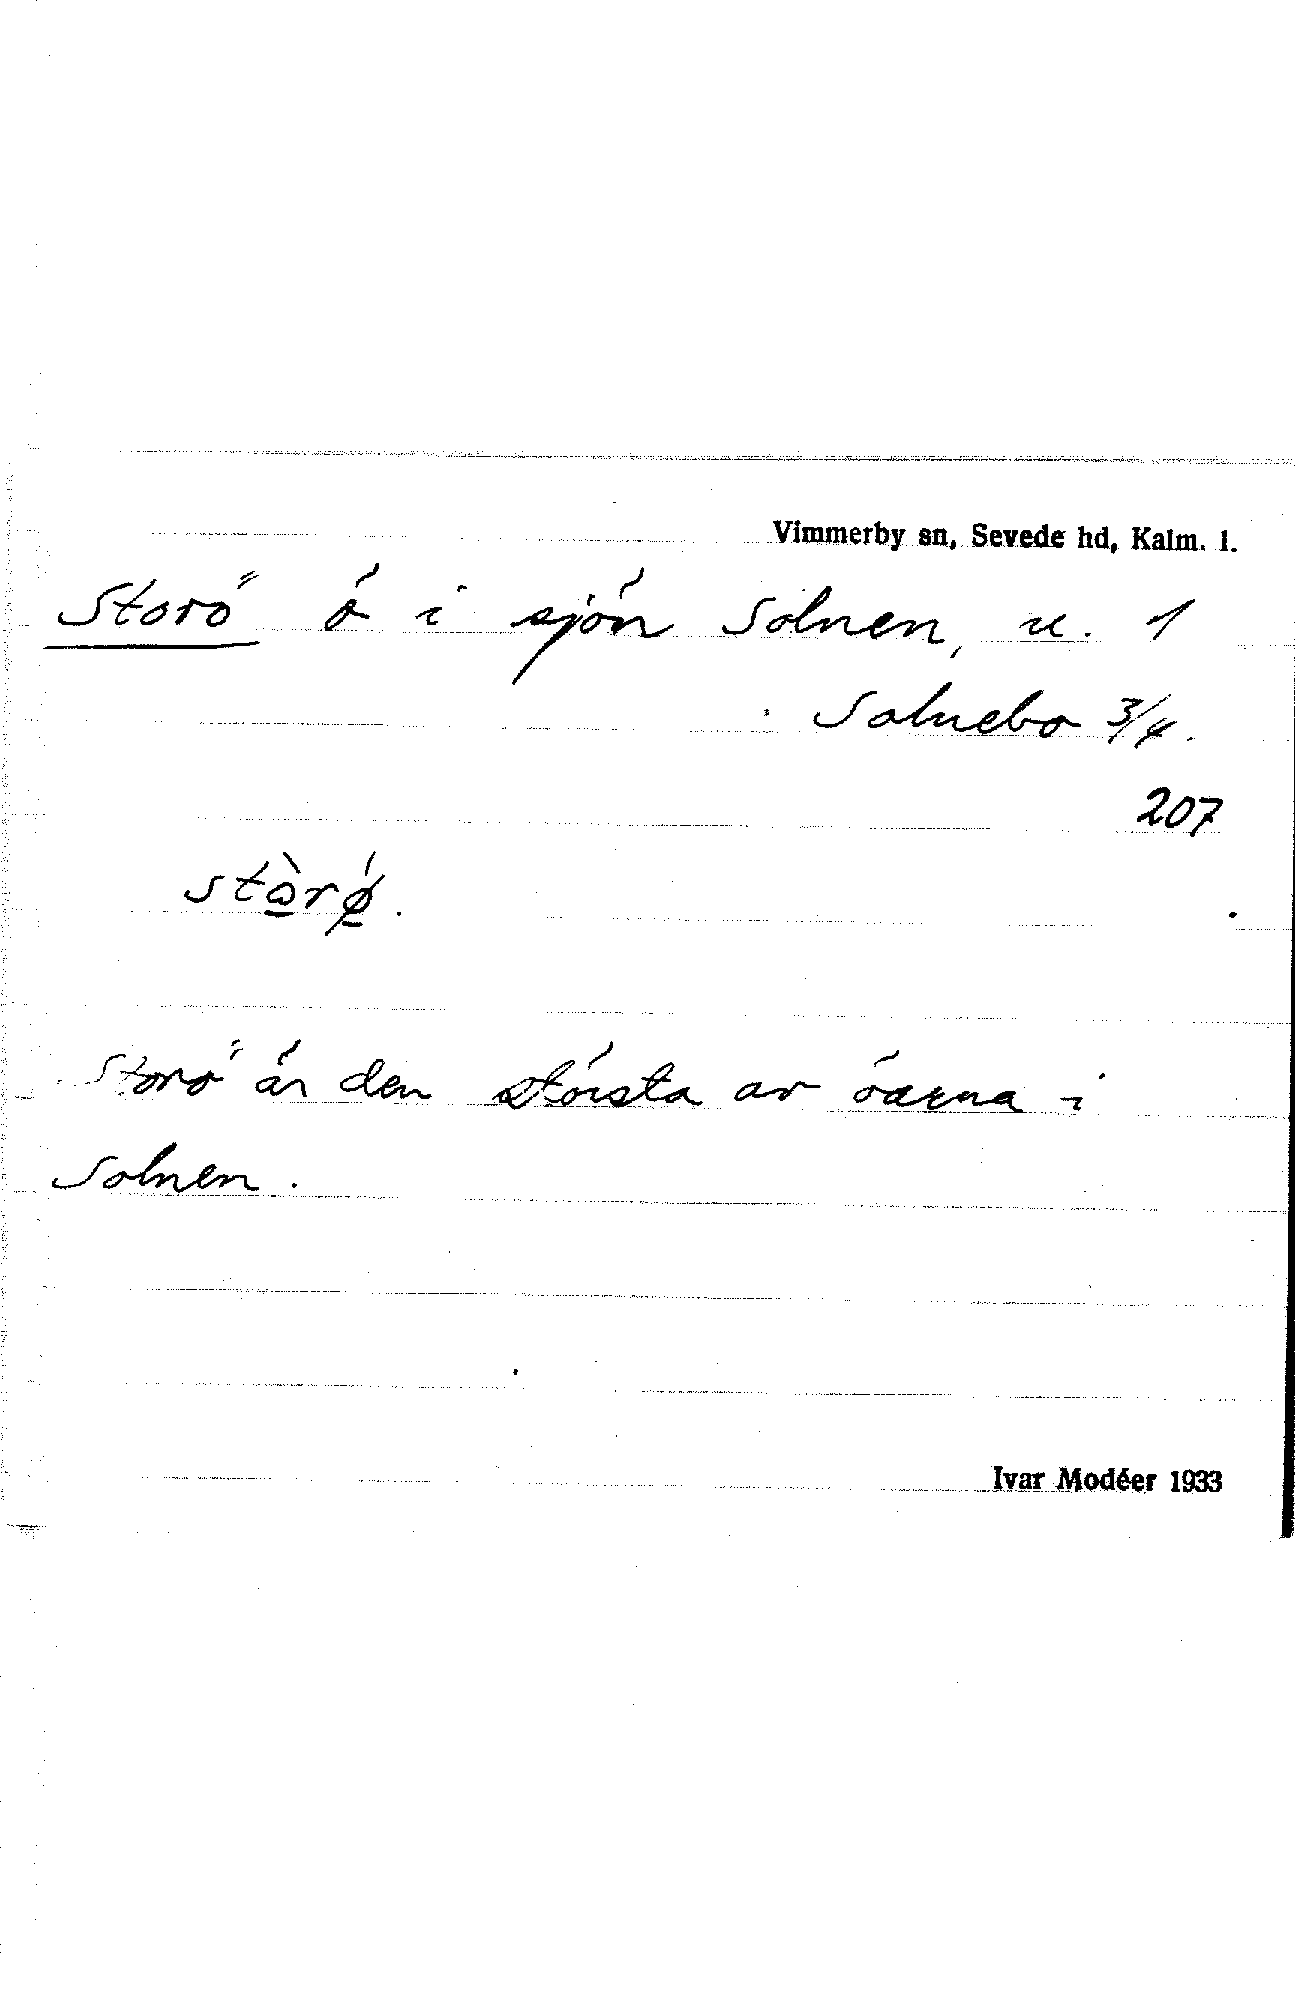 Vimmerby sn, Sevede hd, Kalm. l.
Storö ö i sjön Solnen, u. 1
Solnebo 3/4.
207
stòrǿ.
Storö är den största av öarna i
Solnen.
Ivar Modéer 1933